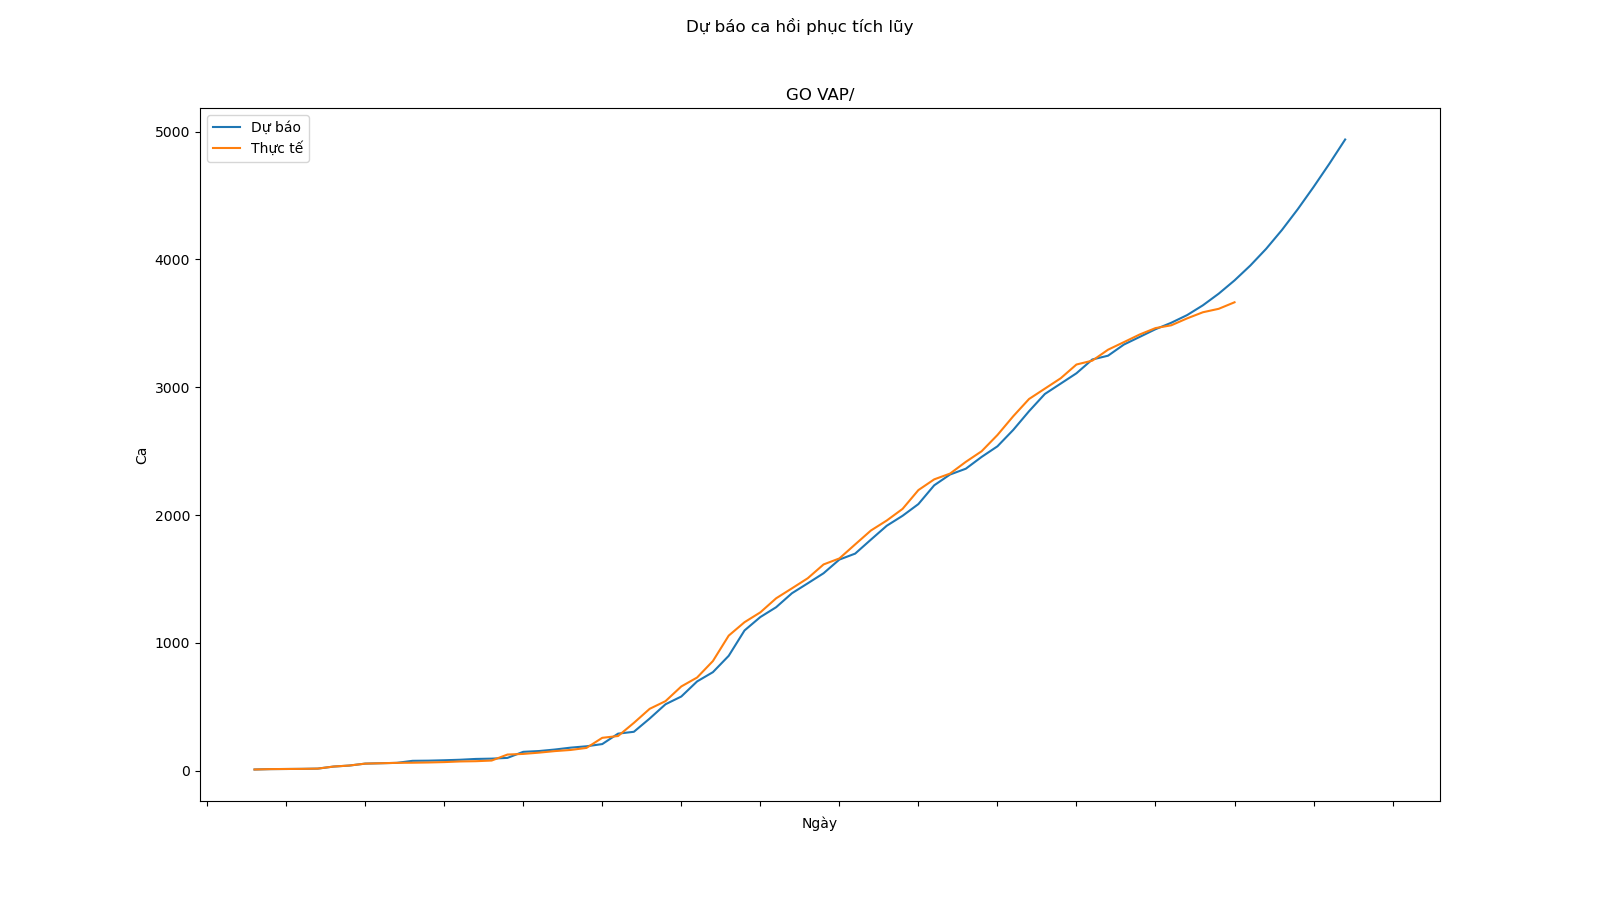 Dự báo ca hồi phục tích lũy
GO VAP/
Dự báo
Thực tế
5000
4000
3000
2000
1000
0
Ca
Ngày